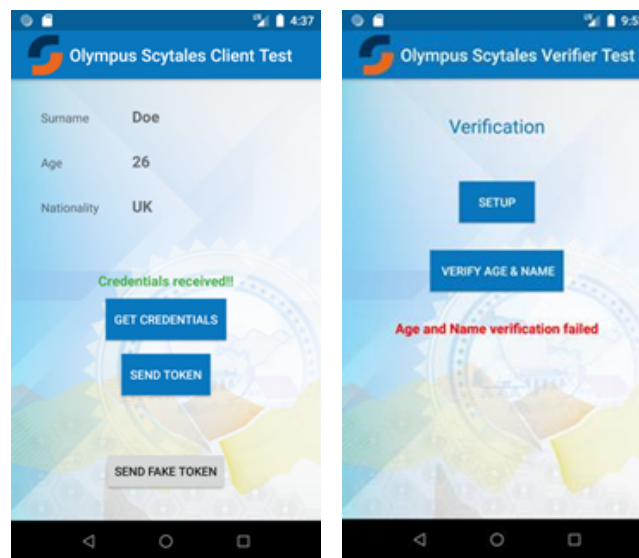 4:37
Olympus Scytales Client Test
Surname Doe
Age 26
Nationality UK
Credentials received!!!
GET CREDENTIALS
SEND TOKEN
SEND FAKE TOKEN
Olympus Scytales Verifier Test
Verification
SETUP
VERIFY AGE & NAME
Age and Name verification failed